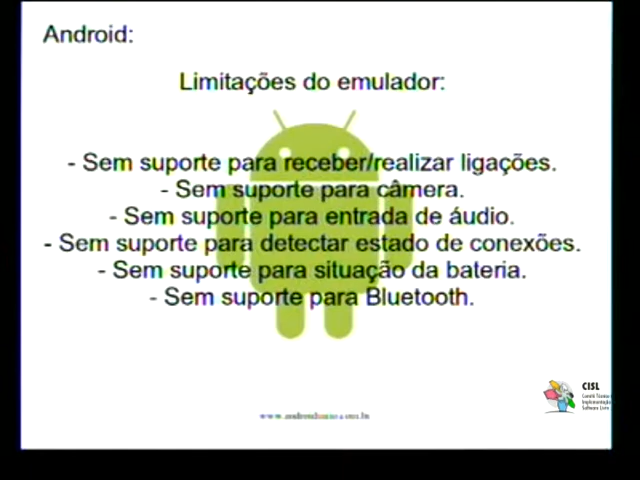 Android:
Limitações do emulador:
- Sem suporte para receber/realizar ligações.
- Sem suporte para câmera.
- Sem suporte para entrada de áudio.
- Sem suporte para detectar estado de conexões.
- Sem suporte para situação da bateria.
- Sem suporte para Bluetooth.
CISL
Software Livre